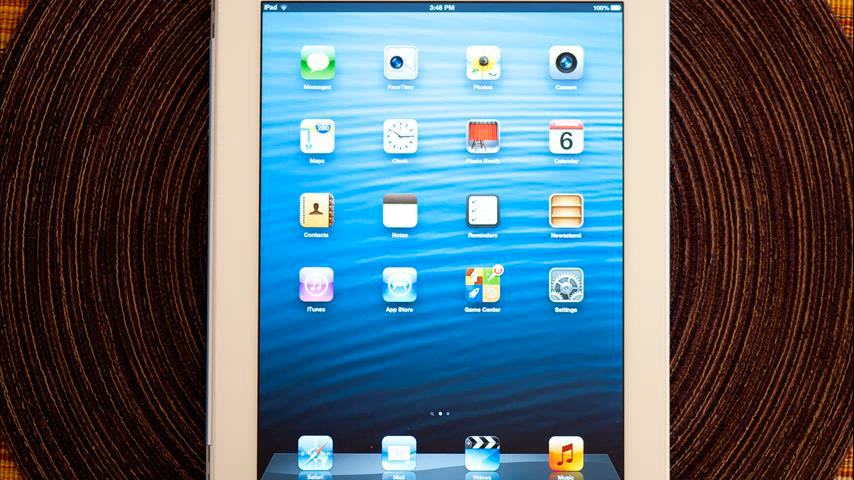 iPad 3:48 PM 100%
Messages FaceTime Photos Camera
280
Maps Clock Photo Booth Calendar
6
Contacts Notes Reminders Newsstand
iTunes App Store Game Center Settings
Safari Mail Videos Music